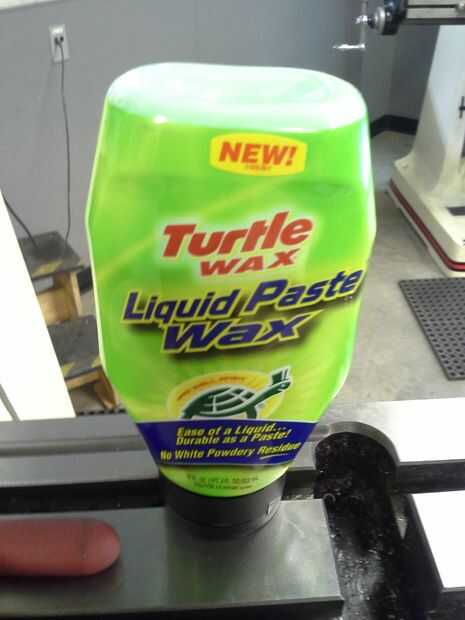 NEW!
Turtle
WAX
Liquid Paste
Wax
Ease of a Liquid...
Durable as a Paste!
No White Powdery Residue